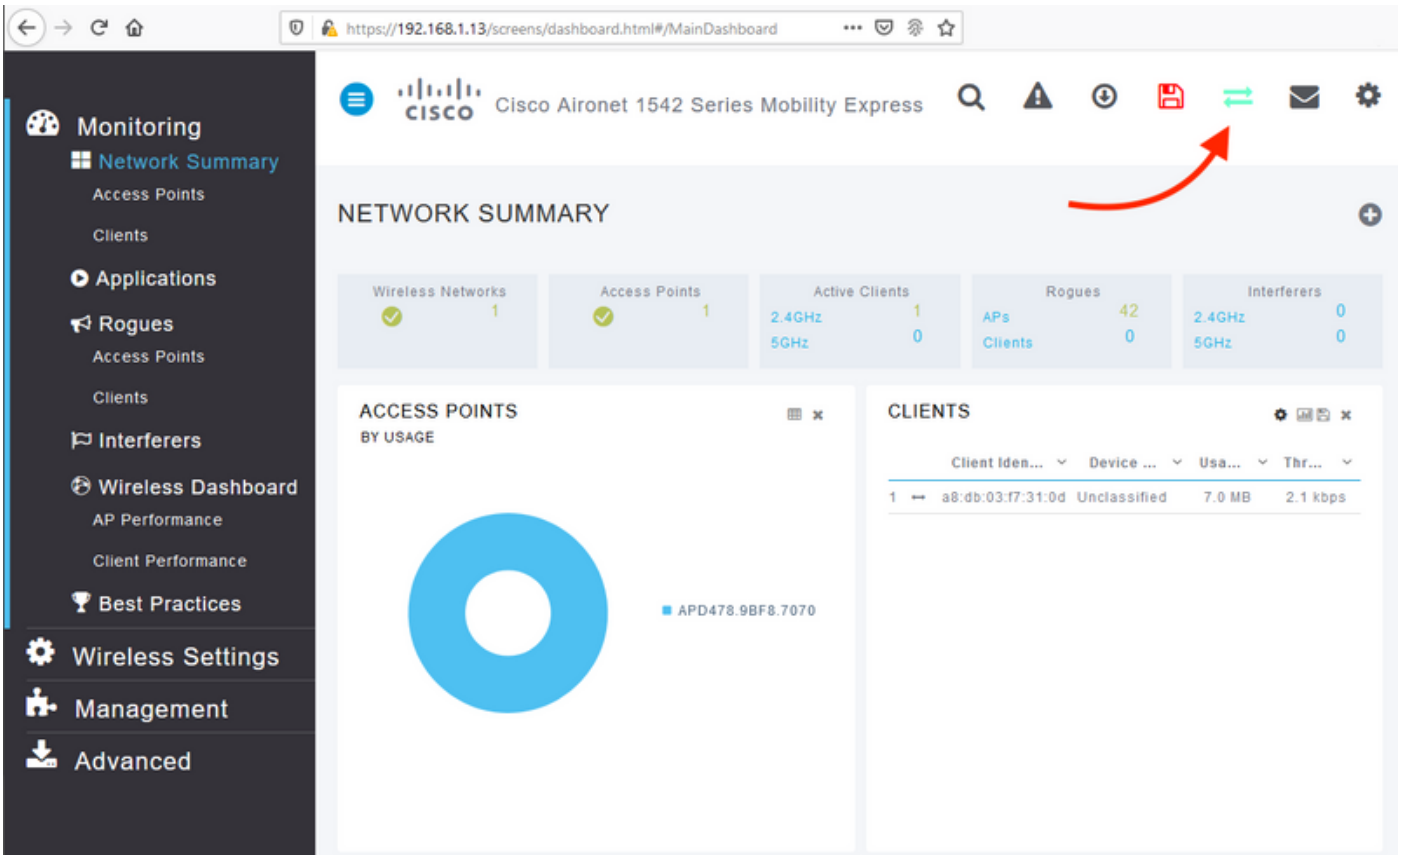 https://192.168.1.13/screens/dashboard.html#/MainDashboard
Monitoring
Network Summary
Access Points
Clients
Applications
Rogues
Access Points
Clients
Interferers
Wireless Dashboard
AP Performance
Client Performance
Best Practices
Wireless Settings
Management
Advanced
CISCO Cisco Aironet 1542 Series Mobility Express
NETWORK SUMMARY
Wireless Networks
1
Access Points
1
Active Clients
2.4GHz 1
5GHz 0
Rogues
APs 42
Clients 0
Interferers
2.4GHz 0
5GHz 0
ACCESS POINTS
BY USAGE
APD478.9BF8.7070
CLIENTS
Client Iden... Device ... Usa... Thr...
1 a8:db:03:f7:31:0d Unclassified 7.0 MB 2.1 kbps